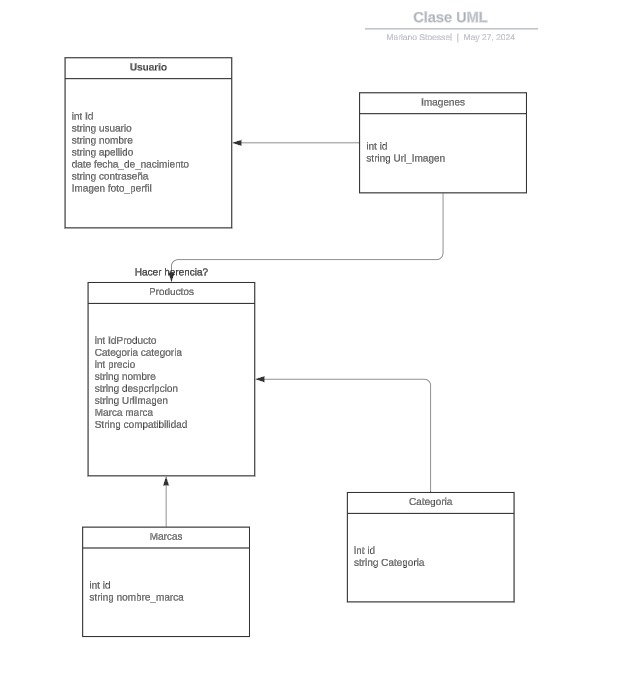 Clase UML
Mariano Stoessel | May 27, 2024
Usuario
int Id
string usuario
string nombre
string apellido
date fecha_de_nacimiento
string contraseña
Imagen foto_perfil
Imagenes
int id
string Url_Imagen
Hacer herencia?
Productos
int IdProducto
Categoria categoria
int precio
string nombre
string despcripcion
string UrlImagen
Marca marca
String compatibilidad
Marcas
int id
string nombre_marca
Categoria
Int id
string Categoria